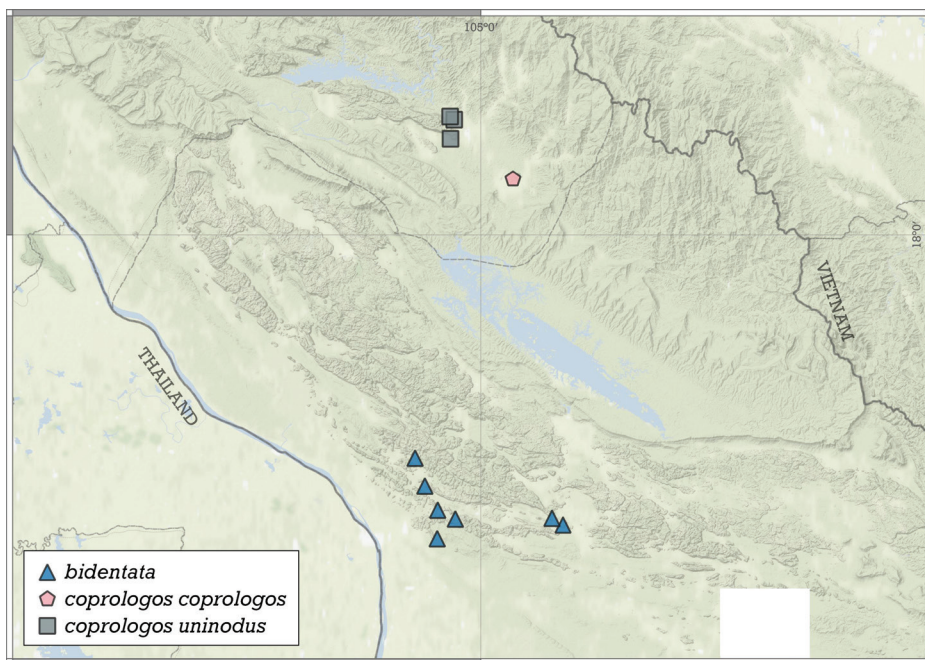 105°0'
18°0'
VIETNAM
THAILAND
bidentata
coprologos coprologos
coprologos uninodus